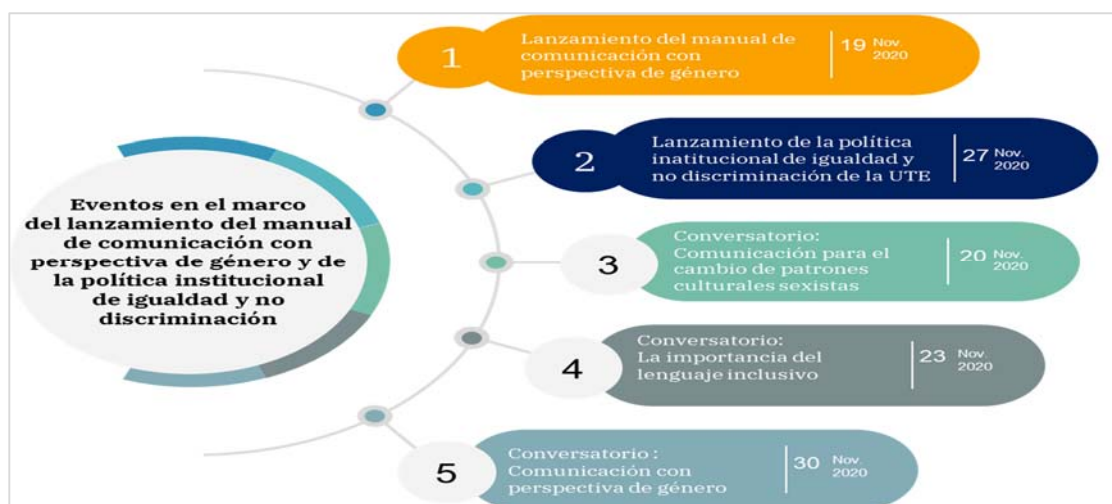 Eventos en el marco
del lanzamiento del manual
de comunicación con
perspectiva de género y de
la política institucional
de igualdad y no
discriminación
1
Lanzamiento del manual de
comunicación con
perspectiva de género
19 Nov.
2020
2
Lanzamiento de la política
inatitucional de igualdad y
no discriminación de la UTE
27 Nov.
2020
3
Conversatorio:
Comunicación para el
cambio de patrones
culturales sexistas
20 Nov.
2020
4
Conversatorio:
La importancia del
lenguaje inclusivo
23 Nov.
2020
5
Conversatorio :
Comunicación con
perspectiva de género
30 Nov.
2020